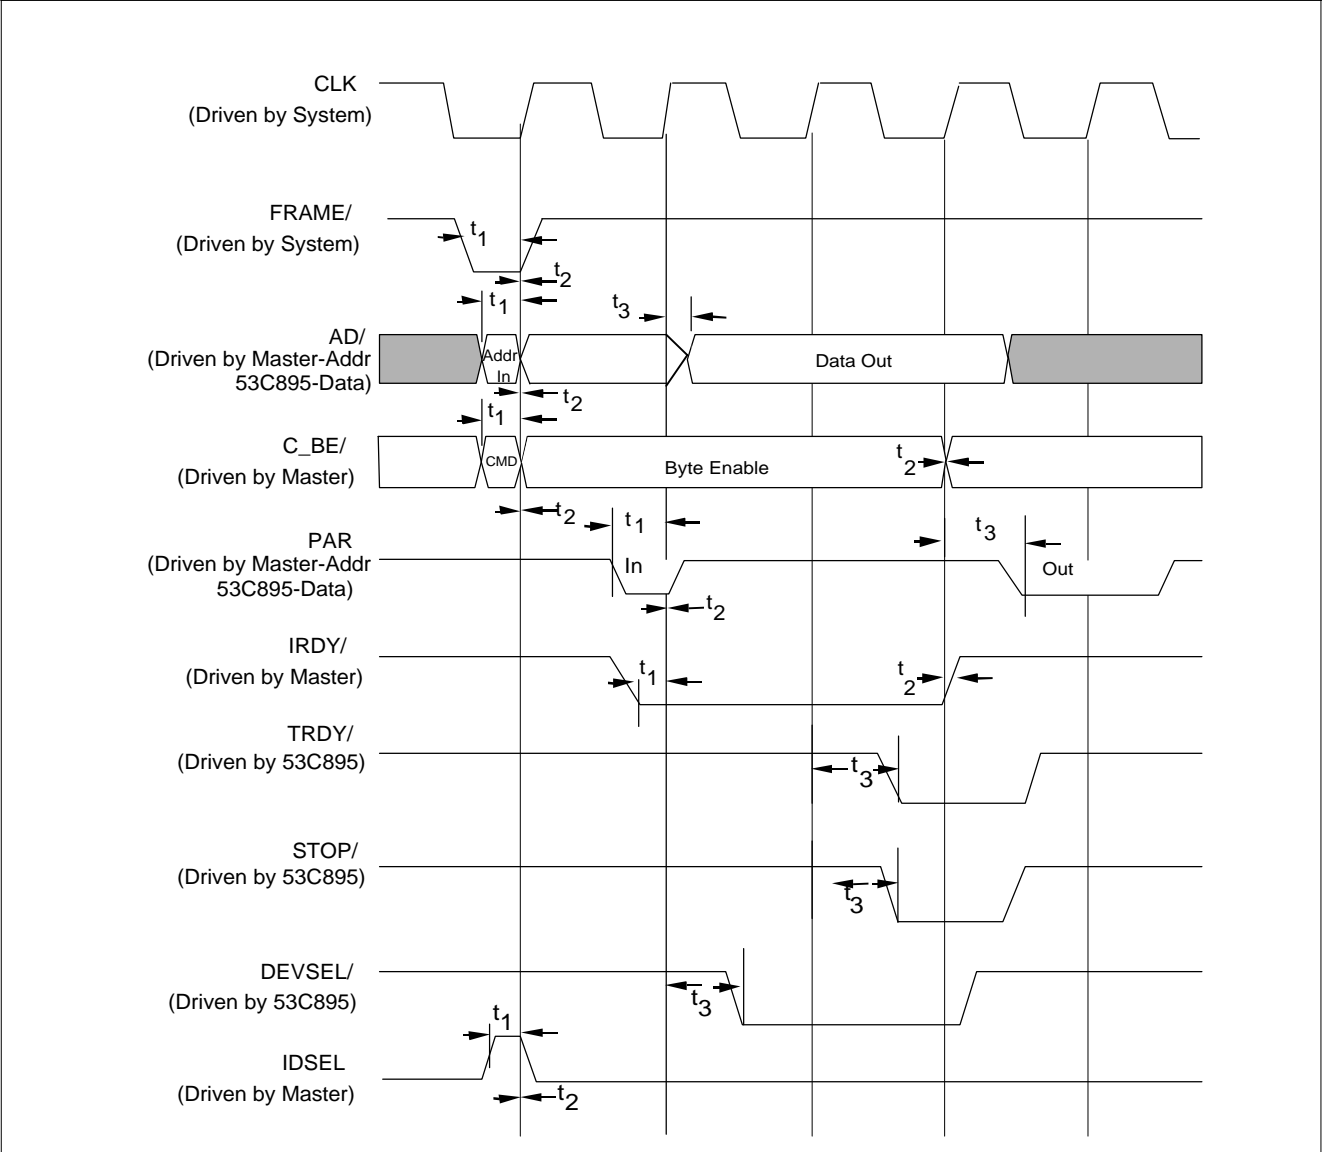 CLK
(Driven by System)
FRAME/
(Driven by System)
t1
t2
t1
t3
AD/
(Driven by Master-Addr
53C895-Data)
Addr
In
Data Out
t2
t1
C_BE/
(Driven by Master)
CMD
Byte Enable
t2
t2
t1
t3
PAR
(Driven by Master-Addr
53C895-Data)
In
Out
t2
IRDY/
(Driven by Master)
t1
t2
TRDY/
(Driven by 53C895)
t3
STOP/
(Driven by 53C895)
t3
DEVSEL/
(Driven by 53C895)
t3
t1
IDSEL
(Driven by Master)
t2